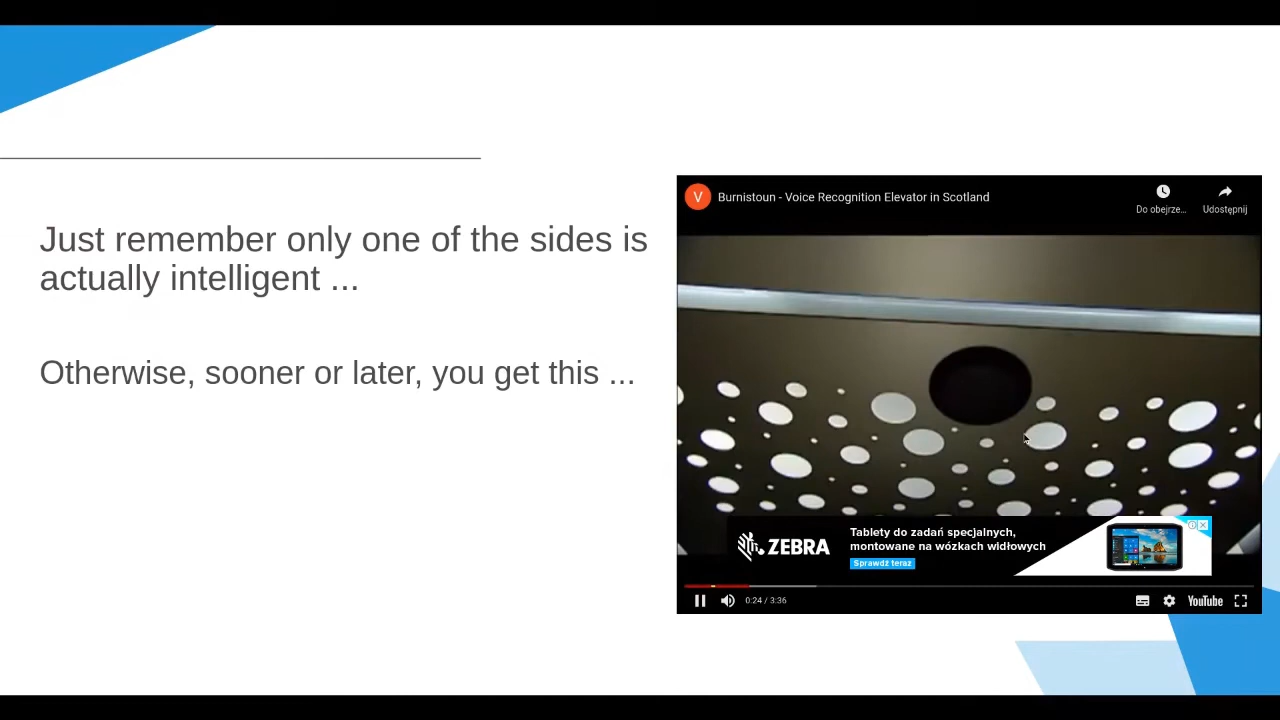 Just remember only one of the sides is
actually intelligent ...
Otherwise, sooner or later, you get this ...
V
Burnistoun - Voice Recognition Elevator in Scotland
Do obejrze...
Udostępnij
ZEBRA
Tablety do zadań specjalnych,
montowane na wózkach widłowych
Sprawdź teraz
0:24 / 3:36
YouTube